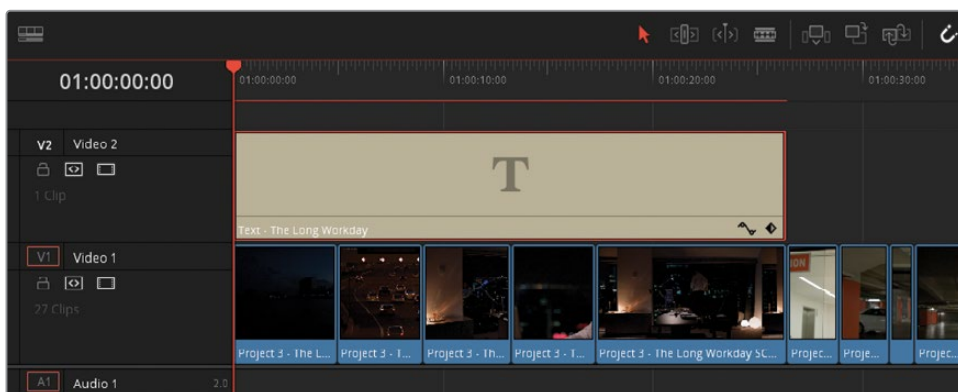 01:00:00:00
01:00:00:00 01:00:10:00 01:00:20:00 01:00:30:00
V2 Video 2
1 Clip
T
Text - The Long Workday
V1 Video 1
27 Clips
Project 3 - The L... Project 3 - T... Project 3 - Th... Project 3 - T... Project 3 - The Long Workday SC... Projec... Proje... Projec
A1 Audio 1 2.0